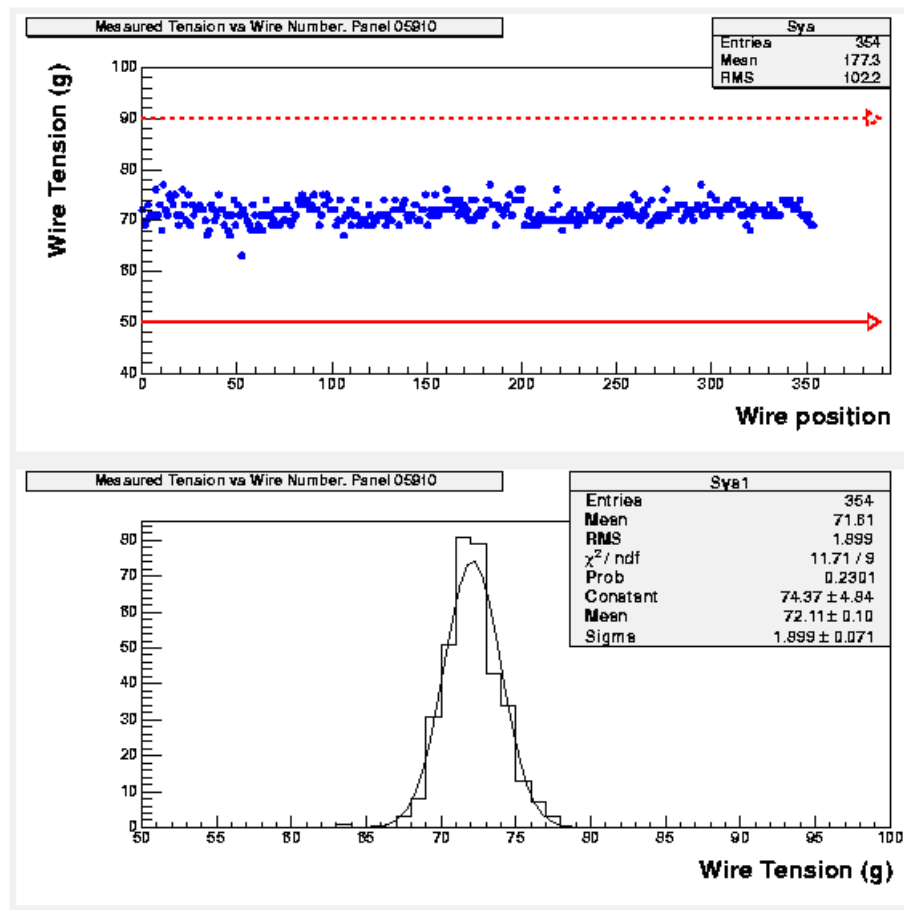 Measured Tension vs Wire Number. Panel 05910
Sya
Entries 354
Mean 177.3
RMS 102.2
Wire Tension (g)
100
90
80
70
60
50
40
0 50 100 150 200 250 300 350
Wire position
Measured Tension vs Wire Number. Panel 05910
Sya1
Entries 354
Mean 71.61
RMS 1.899
χ² / ndf 11.71 / 9
Prob 0.2301
Constant 74.37 ± 4.84
Mean 72.11 ± 0.10
Sigma 1.899 ± 0.071
80
70
60
50
40
30
20
10
0
50 55 60 65 70 75 80 85 90 95 100
Wire Tension (g)